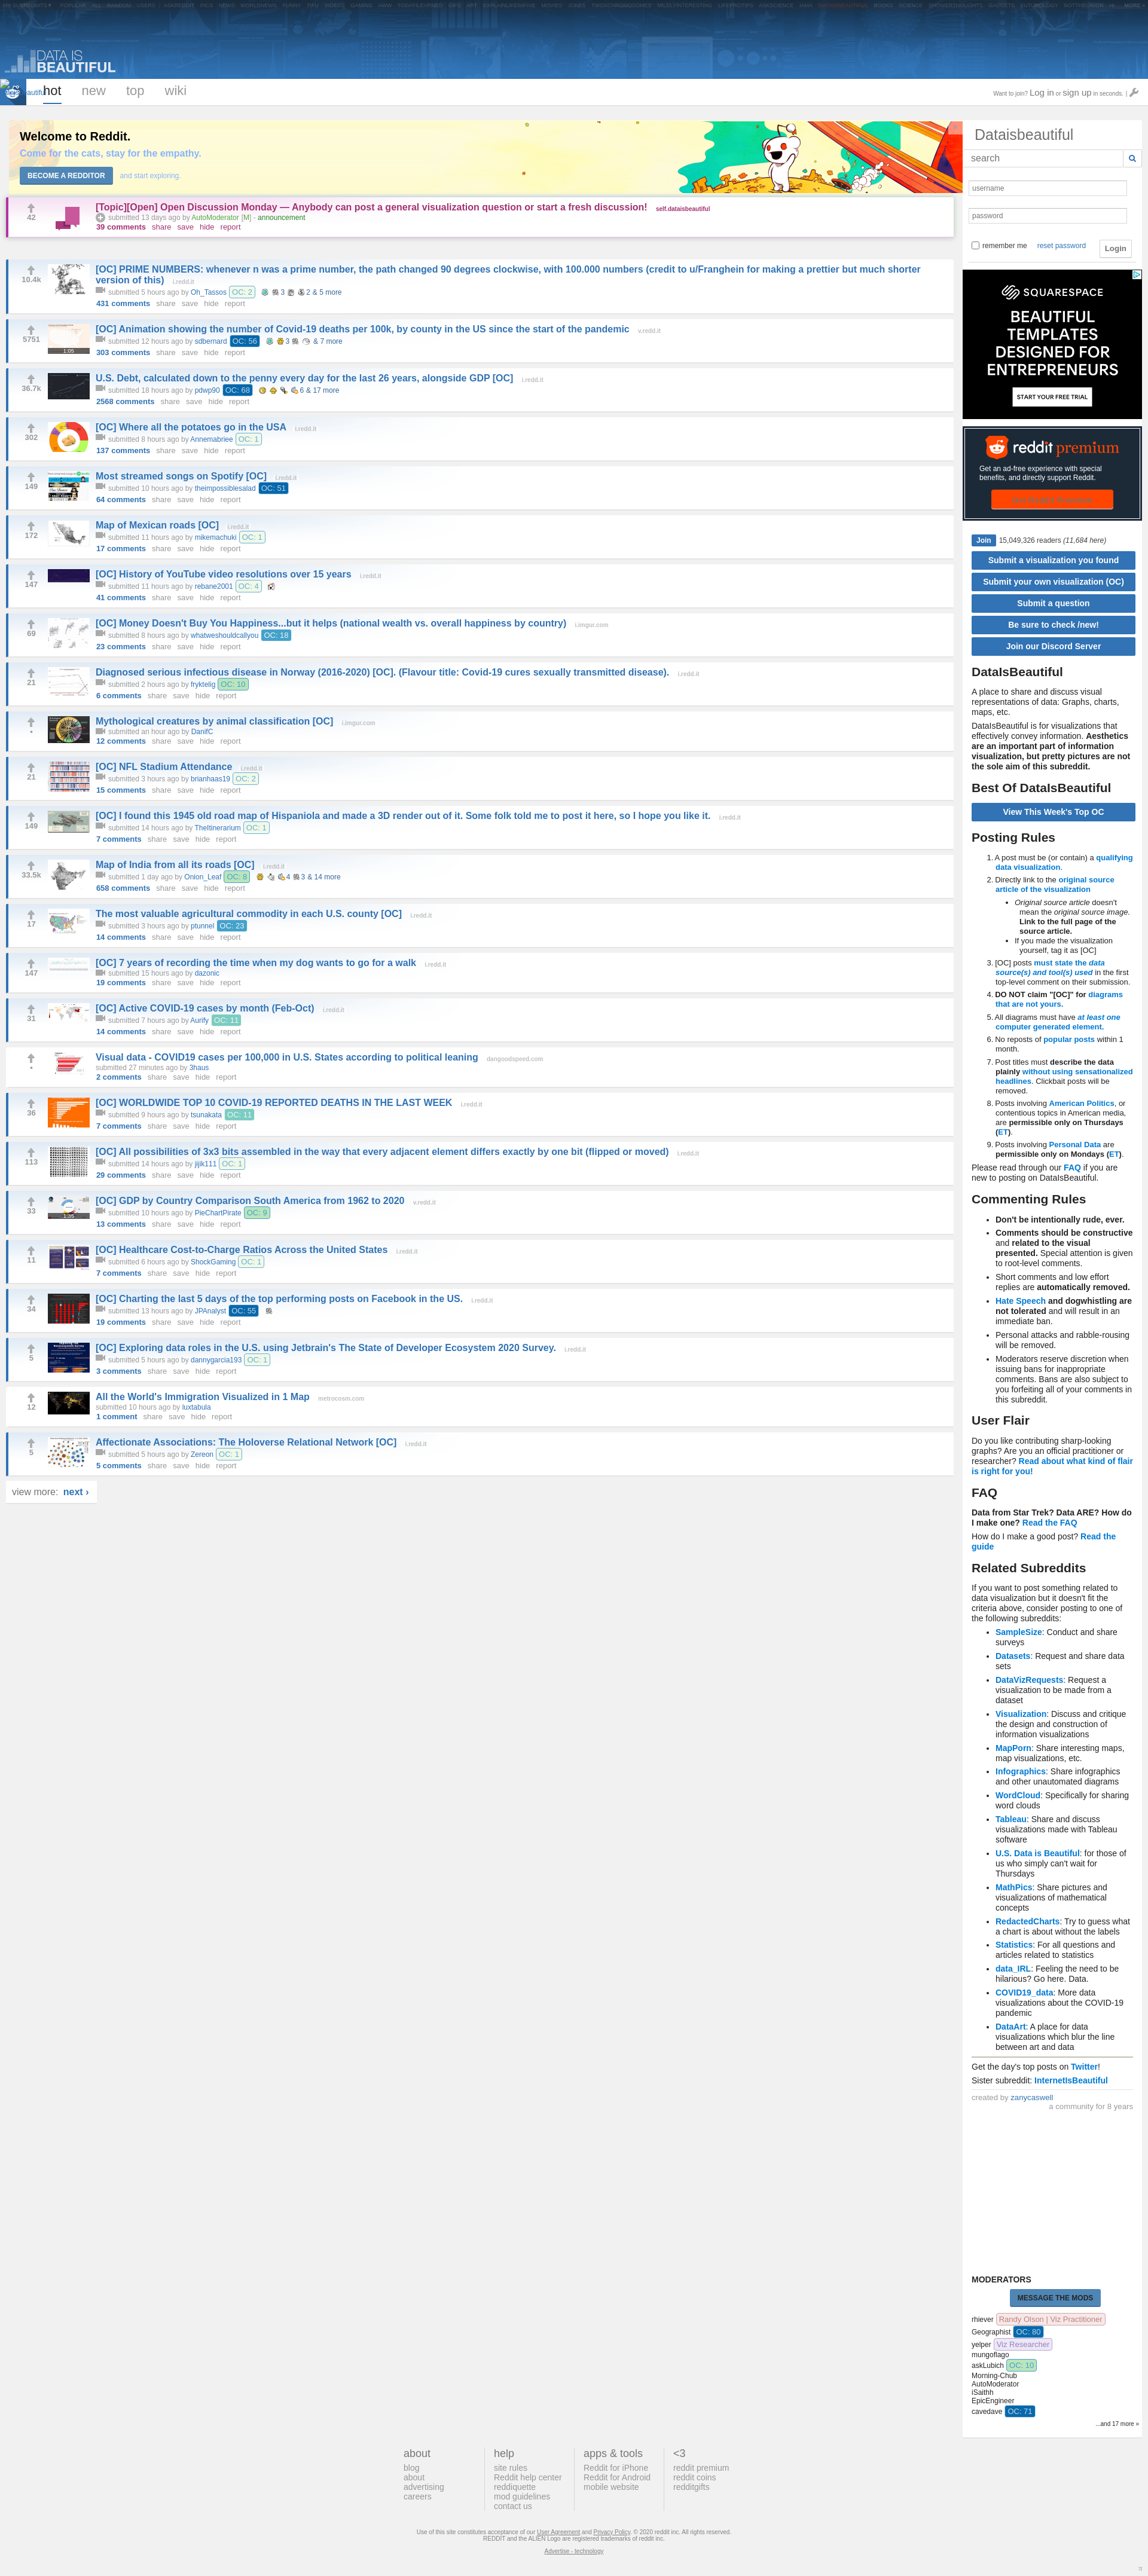 DATA IS
BEAUTIFUL
hot new top wiki
Want to join? Log in or sign up in seconds. |
Welcome to Reddit.
Come for the cats, stay for the empathy.
BECOME A REDDITOR and start exploring.
42
[Topic][Open] Open Discussion Monday — Anybody can post a general visualization question or start a fresh discussion! self.dataisbeautiful
submitted 13 days ago by AutoModerator [M] - announcement
39 comments share save hide report
10.4k
[OC] PRIME NUMBERS: whenever n was a prime number, the path changed 90 degrees clockwise, with 100.000 numbers (credit to u/Franghein for making a prettier but much shorter
version of this) i.redd.it
submitted 5 hours ago by Oh_Tassos OC: 2 3 2 & 5 more
431 comments share save hide report
5751
1:05
[OC] Animation showing the number of Covid-19 deaths per 100k, by county in the US since the start of the pandemic v.redd.it
submitted 12 hours ago by sdbernard OC: 56 3 & 7 more
303 comments share save hide report
36.7k
U.S. Debt, calculated down to the penny every day for the last 26 years, alongside GDP [OC] i.redd.it
submitted 18 hours ago by pdwp90 OC: 68 6 & 17 more
2568 comments share save hide report
302
[OC] Where all the potatoes go in the USA i.redd.it
submitted 8 hours ago by Annemabriee OC: 1
137 comments share save hide report
149
Most streamed songs on Spotify [OC] i.redd.it
submitted 10 hours ago by theimpossiblesalad OC: 51
64 comments share save hide report
172
Map of Mexican roads [OC] i.redd.it
submitted 11 hours ago by mikemachuki OC: 1
17 comments share save hide report
147
[OC] History of YouTube video resolutions over 15 years i.redd.it
submitted 11 hours ago by rebane2001 OC: 4
41 comments share save hide report
69
[OC] Money Doesn't Buy You Happiness...but it helps (national wealth vs. overall happiness by country) i.imgur.com
submitted 8 hours ago by whatweshouldcallyou OC: 18
23 comments share save hide report
21
Diagnosed serious infectious disease in Norway (2016-2020) [OC]. (Flavour title: Covid-19 cures sexually transmitted disease). i.redd.it
submitted 2 hours ago by fryktelig OC: 10
6 comments share save hide report
•
Mythological creatures by animal classification [OC] i.imgur.com
submitted an hour ago by DanifC
12 comments share save hide report
21
[OC] NFL Stadium Attendance i.redd.it
submitted 3 hours ago by brianhaas19 OC: 2
15 comments share save hide report
149
[OC] I found this 1945 old road map of Hispaniola and made a 3D render out of it. Some folk told me to post it here, so I hope you like it. i.redd.it
submitted 14 hours ago by TheItinerarium OC: 1
7 comments share save hide report
33.5k
Map of India from all its roads [OC] i.redd.it
submitted 1 day ago by Onion_Leaf OC: 8 4 3 & 14 more
658 comments share save hide report
17
The most valuable agricultural commodity in each U.S. county [OC] i.redd.it
submitted 3 hours ago by ptunnel OC: 23
14 comments share save hide report
147
[OC] 7 years of recording the time when my dog wants to go for a walk i.redd.it
submitted 15 hours ago by dazonic
19 comments share save hide report
31
[OC] Active COVID-19 cases by month (Feb-Oct) i.redd.it
submitted 7 hours ago by Aurify OC: 11
14 comments share save hide report
•
Visual data - COVID19 cases per 100,000 in U.S. States according to political leaning dangoodspeed.com
submitted 27 minutes ago by 3haus
2 comments share save hide report
36
[OC] WORLDWIDE TOP 10 COVID-19 REPORTED DEATHS IN THE LAST WEEK i.redd.it
submitted 9 hours ago by tsunakata OC: 11
7 comments share save hide report
113
[OC] All possibilities of 3x3 bits assembled in the way that every adjacent element differs exactly by one bit (flipped or moved) i.redd.it
submitted 14 hours ago by jijik111 OC: 1
29 comments share save hide report
33
[OC] GDP by Country Comparison South America from 1962 to 2020 v.redd.it
submitted 10 hours ago by PieChartPirate OC: 9
13 comments share save hide report
11
[OC] Healthcare Cost-to-Charge Ratios Across the United States i.redd.it
submitted 6 hours ago by ShockGaming OC: 1
7 comments share save hide report
34
[OC] Charting the last 5 days of the top performing posts on Facebook in the US. i.redd.it
submitted 13 hours ago by JPAnalyst OC: 55
19 comments share save hide report
5
[OC] Exploring data roles in the U.S. using Jetbrain's The State of Developer Ecosystem 2020 Survey. i.redd.it
submitted 5 hours ago by dannygarcia193 OC: 1
3 comments share save hide report
12
All the World's Immigration Visualized in 1 Map metrocosm.com
submitted 10 hours ago by luxtabula
1 comment share save hide report
5
Affectionate Associations: The Holoverse Relational Network [OC] i.redd.it
submitted 5 hours ago by Zereon OC: 1
5 comments share save hide report
view more: next ›
Dataisbeautiful
search
username
password
remember me reset password Login
SQUARESPACE
BEAUTIFUL
TEMPLATES
DESIGNED FOR
ENTREPRENEURS
START YOUR FREE TRIAL
reddit premium
Get an ad-free experience with special
benefits, and directly support Reddit.
Join 15,049,326 readers (11,684 here)
Submit a visualization you found
Submit your own visualization (OC)
Submit a question
Be sure to check /new!
Join our Discord Server
DataIsBeautiful
A place to share and discuss visual
representations of data: Graphs, charts,
maps, etc.
DataIsBeautiful is for visualizations that
effectively convey information. Aesthetics
are an important part of information
visualization, but pretty pictures are not
the sole aim of this subreddit.
Best Of DataIsBeautiful
View This Week's Top OC
Posting Rules
1. A post must be (or contain) a qualifying
data visualization.
2. Directly link to the original source
article of the visualization
• Original source article doesn't
mean the original source image.
Link to the full page of the
source article.
• If you made the visualization
yourself, tag it as [OC]
3. [OC] posts must state the data
source(s) and tool(s) used in the first
top-level comment on their submission.
4. DO NOT claim "[OC]" for diagrams
that are not yours.
5. All diagrams must have at least one
computer generated element.
6. No reposts of popular posts within 1
month.
7. Post titles must describe the data
plainly without using sensationalized
headlines. Clickbait posts will be
removed.
8. Posts involving American Politics, or
contentious topics in American media,
are permissible only on Thursdays
(ET).
9. Posts involving Personal Data are
permissible only on Mondays (ET).
Please read through our FAQ if you are
new to posting on DataIsBeautiful.
Commenting Rules
• Don't be intentionally rude, ever.
• Comments should be constructive
and related to the visual
presented. Special attention is given
to root-level comments.
• Short comments and low effort
replies are automatically removed.
• Hate Speech and dogwhistling are
not tolerated and will result in an
immediate ban.
• Personal attacks and rabble-rousing
will be removed.
• Moderators reserve discretion when
issuing bans for inappropriate
comments. Bans are also subject to
you forfeiting all of your comments in
this subreddit.
User Flair
Do you like contributing sharp-looking
graphs? Are you an official practitioner or
researcher? Read about what kind of flair
is right for you!
FAQ
Data from Star Trek? Data ARE? How do
I make one? Read the FAQ
How do I make a good post? Read the
guide
Related Subreddits
If you want to post something related to
data visualization but it doesn't fit the
criteria above, consider posting to one of
the following subreddits:
• SampleSize: Conduct and share
surveys
• Datasets: Request and share data
sets
• DataVizRequests: Request a
visualization to be made from a
dataset
• Visualization: Discuss and critique
the design and construction of
information visualizations
• MapPorn: Share interesting maps,
map visualizations, etc.
• Infographics: Share infographics
and other unautomated diagrams
• WordCloud: Specifically for sharing
word clouds
• Tableau: Share and discuss
visualizations made with Tableau
software
• U.S. Data is Beautiful: for those of
us who simply can't wait for
Thursdays
• MathPics: Share pictures and
visualizations of mathematical
concepts
• RedactedCharts: Try to guess what
a chart is about without the labels
• Statistics: For all questions and
articles related to statistics
• data_IRL: Feeling the need to be
hilarious? Go here. Data.
• COVID19_data: More data
visualizations about the COVID-19
pandemic
• DataArt: A place for data
visualizations which blur the line
between art and data
Get the day's top posts on Twitter!
Sister subreddit: InternetIsBeautiful
created by zanycaswell
a community for 8 years
MODERATORS
MESSAGE THE MODS
rhiever Randy Olson | Viz Practitioner
Geographist OC: 80
yelper Viz Researcher
mungoflago
askLubich OC: 10
Morning-Chub
AutoModerator
iSaithh
EpicEngineer
cavedave OC: 71
...and 17 more »
about
blog
about
advertising
careers
help
site rules
Reddit help center
reddiquette
mod guidelines
contact us
apps & tools
Reddit for iPhone
Reddit for Android
mobile website
<3
reddit premium
reddit coins
redditgifts
Use of this site constitutes acceptance of our User Agreement and Privacy Policy. © 2020 reddit inc. All rights reserved.
REDDIT and the ALIEN Logo are registered trademarks of reddit inc.
Advertise - technology
π